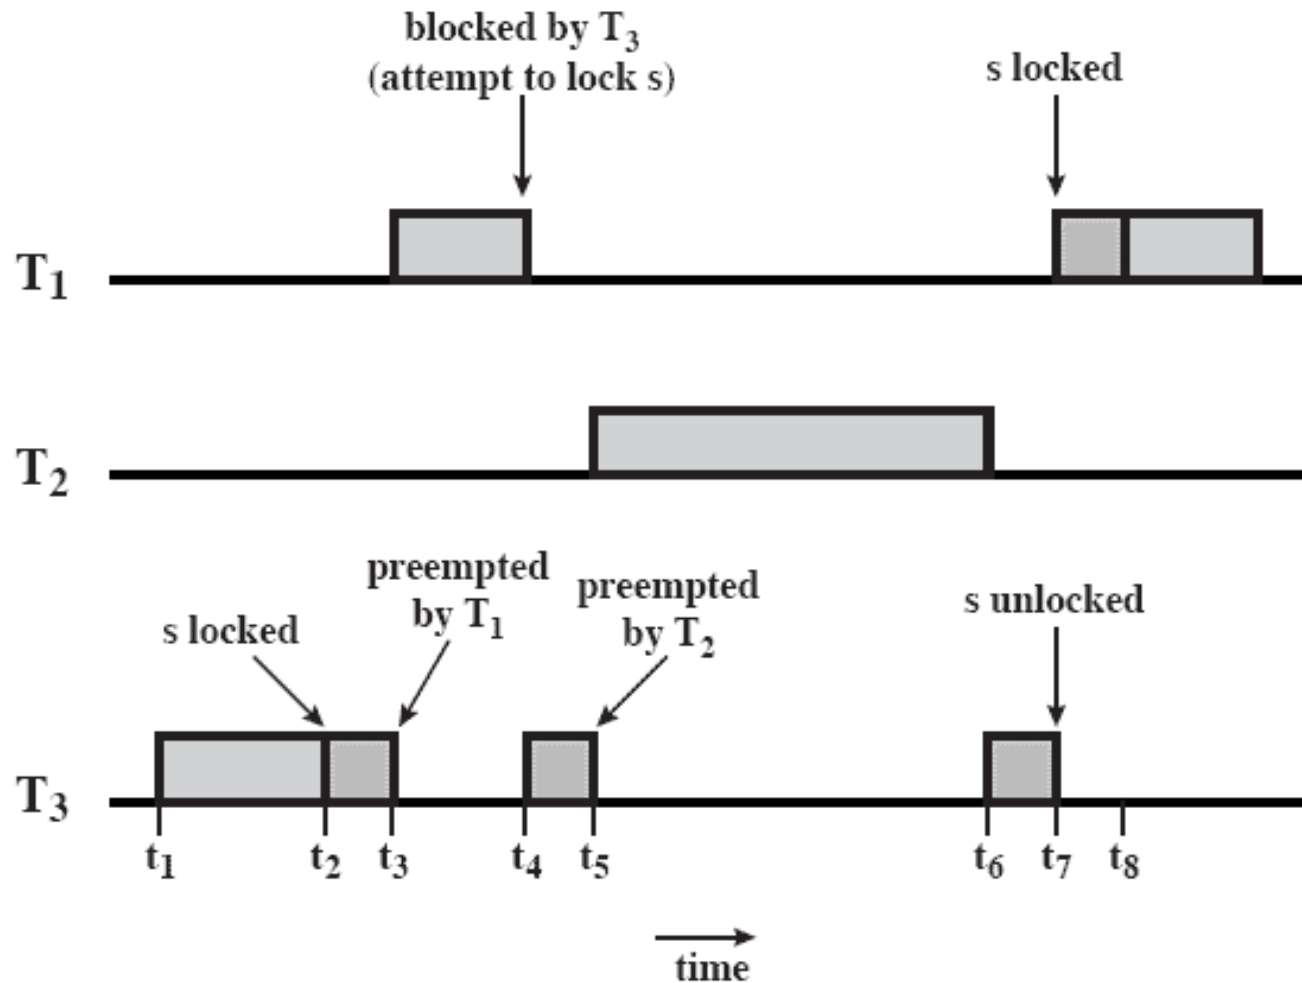 blocked by T3
(attempt to lock s)
s locked
T1
T2
preempted
by T1
preempted
by T2
s locked
s unlocked
T3
t1 t2 t3 t4 t5 t6 t7 t8
time